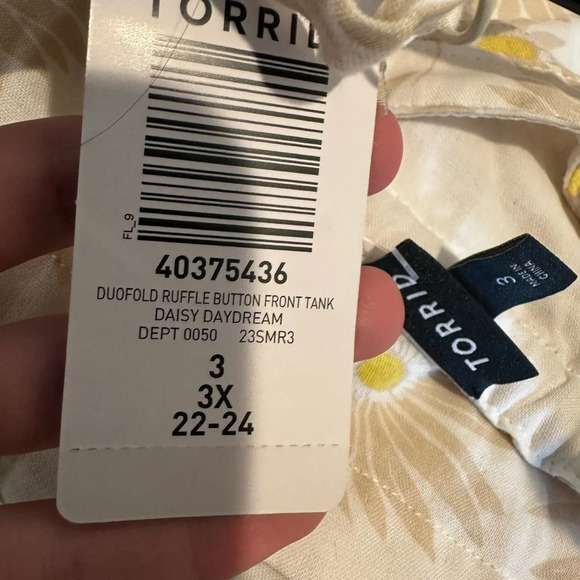 TORRID
FL_9
40375436
DUOFOLD RUFFLE BUTTON FRONT TANK
DAISY DAYDREAM
DEPT 0050 23SMR3
3
3X
22-24
TORRID
3
MADE IN
CHINA